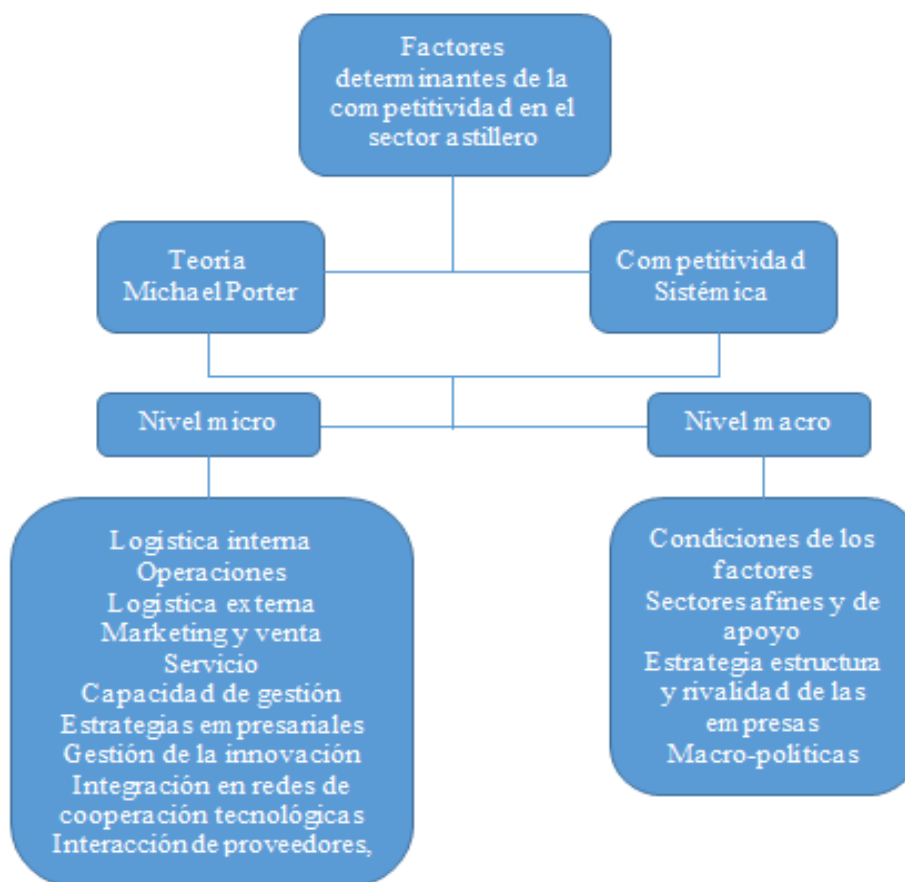 Factores
determinantes de la
competitividad en el
sector astillero
Teoría
Michael Porter
Competitividad
Sistémica
Nivel micro
Nivel macro
Logística interna
Operaciones
Logística externa
Marketing y venta
Servicio
Capacidad de gestión
Estrategias empresariales
Gestión de la innovación
Integración en redes de
cooperación tecnológicas
Interacción de proveedores,
Condiciones de los
factores
Sectores afines y de
apoyo
Estrategia estructura
y rivalidad de las
empresas
Macro-políticas